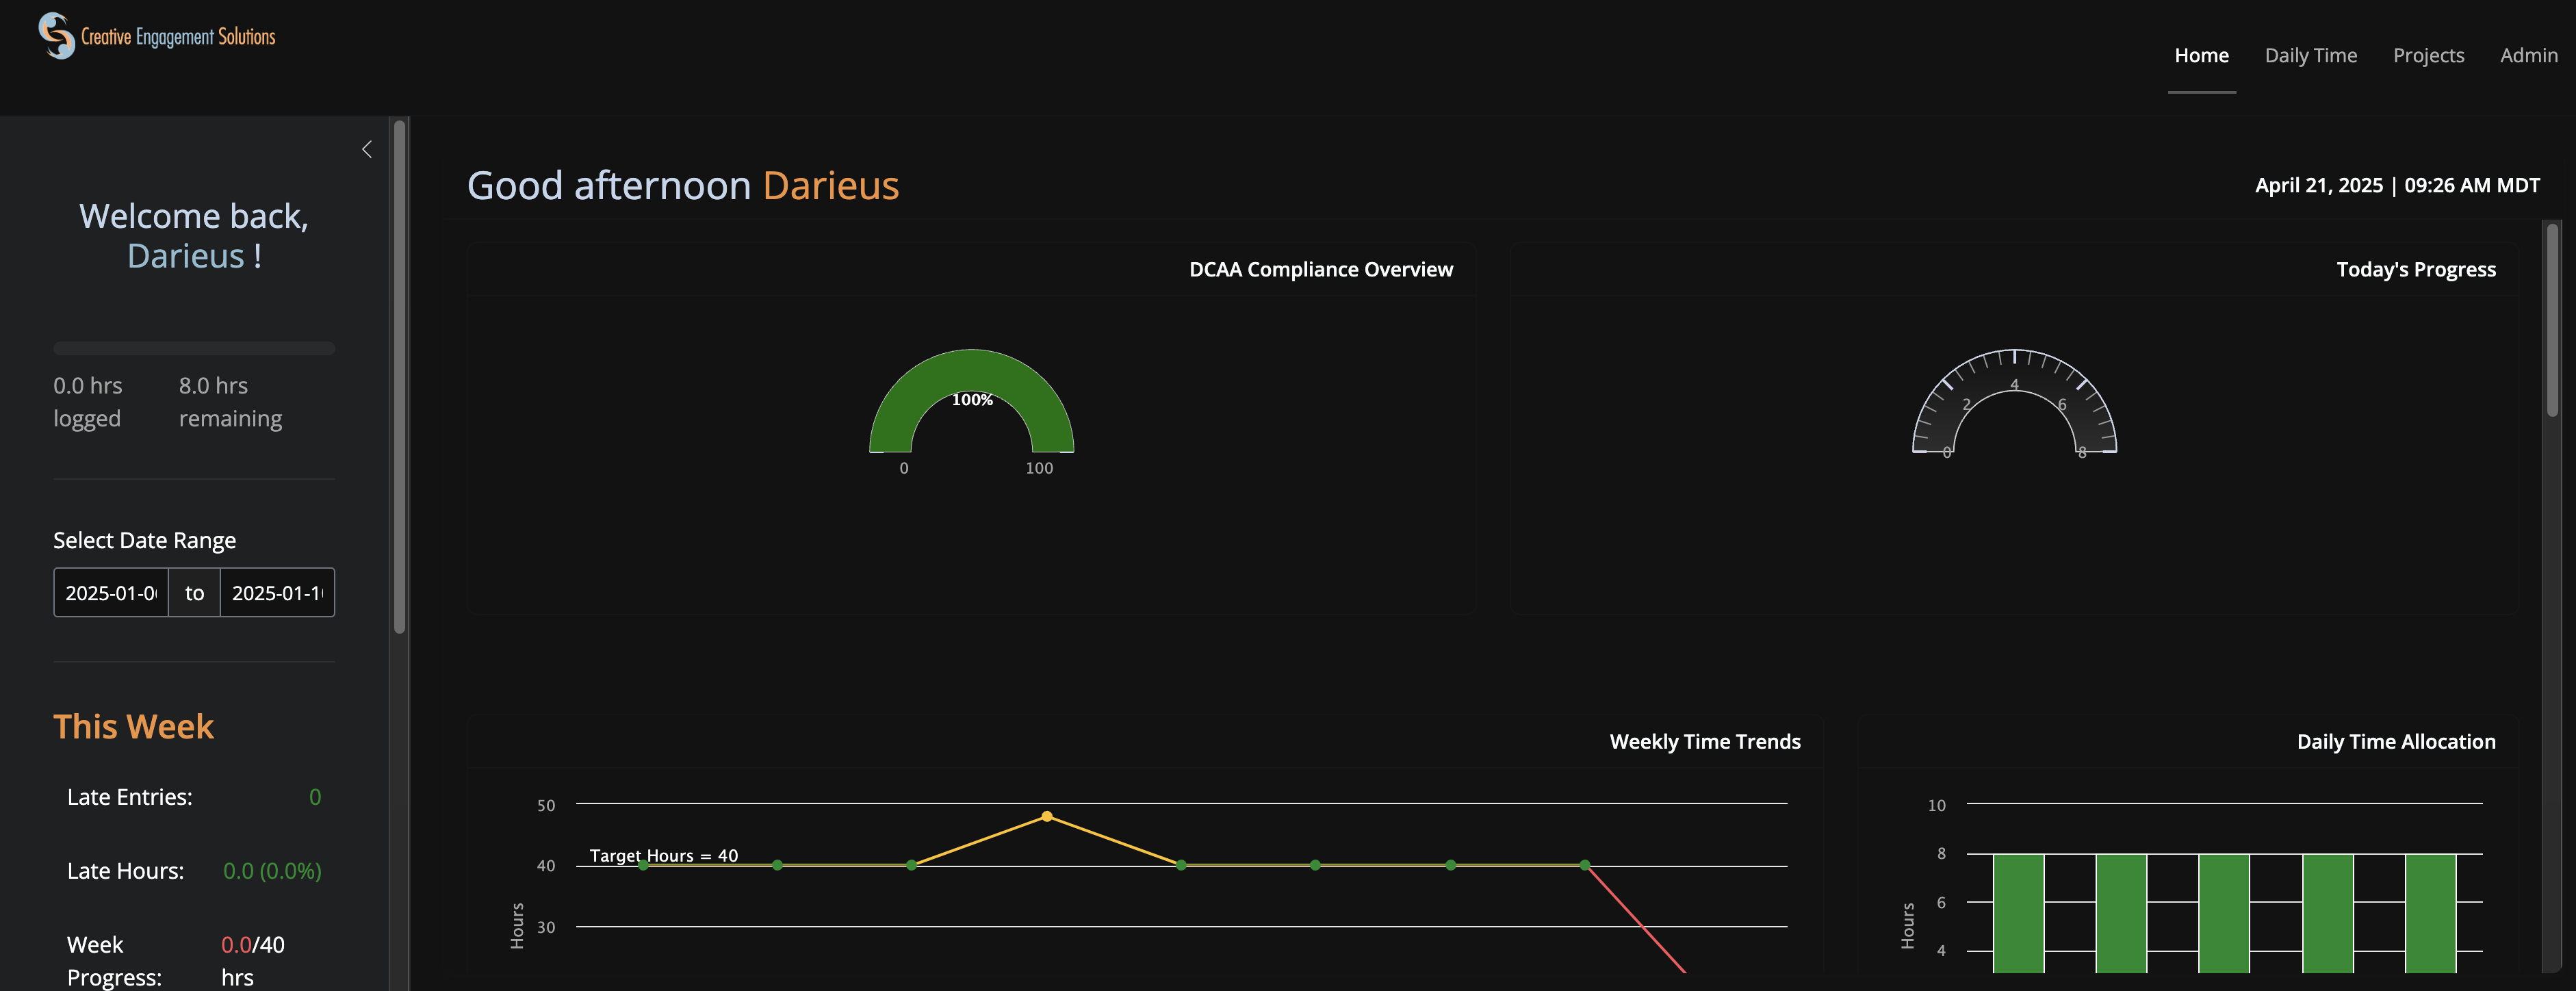 Creative Engagement Solutions
Home Daily Time Projects Admin
Welcome back,
Darieus !
0.0 hrs
logged
8.0 hrs
remaining
Select Date Range
2025-01-0 to 2025-01-1
This Week
Late Entries: 0
Late Hours: 0.0 (0.0%)
Week
Progress:
0.0/40
hrs
Good afternoon Darieus
April 21, 2025 | 09:26 AM MDT
DCAA Compliance Overview
100%
0 100
Today's Progress
0 2 4 6 8
Weekly Time Trends
50
Target Hours = 40
40
30
Hours
Daily Time Allocation
10
8
6
4
Hours